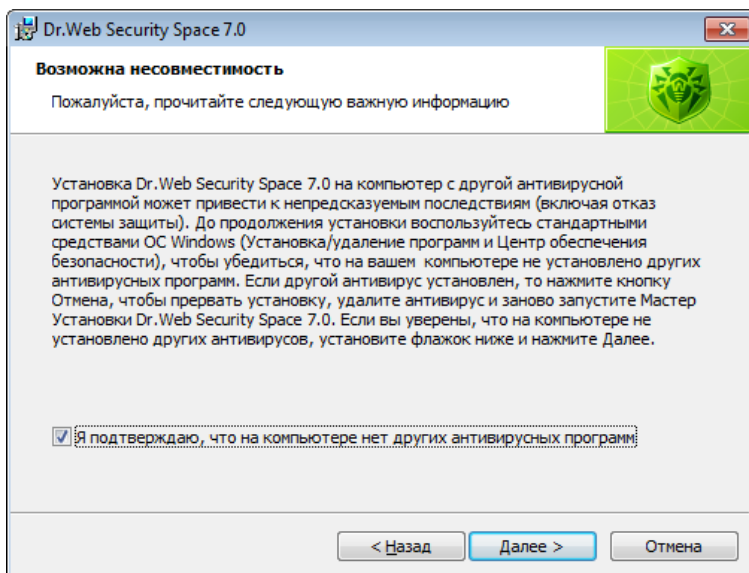 Dr.Web Security Space 7.0
Возможна несовместимость
Пожалуйста, прочитайте следующую важную информацию
Установка Dr.Web Security Space 7.0 на компьютер с другой антивирусной
программой может привести к непредсказуемым последствиям (включая отказ
системы защиты). До продолжения установки воспользуйтесь стандартными
средствами ОС Windows (Установка/удаление программ и Центр обеспечения
безопасности), чтобы убедиться, что на вашем компьютере не установлено других
антивирусных программ. Если другой антивирус установлен, то нажмите кнопку
Отмена, чтобы прервать установку, удалите антивирус и заново запустите Мастер
Установки Dr.Web Security Space 7.0. Если вы уверены, что на компьютере не
установлено других антивирусов, установите флажок ниже и нажмите Далее.
Я подтверждаю, что на компьютере нет других антивирусных программ
< Назад Далее > Отмена